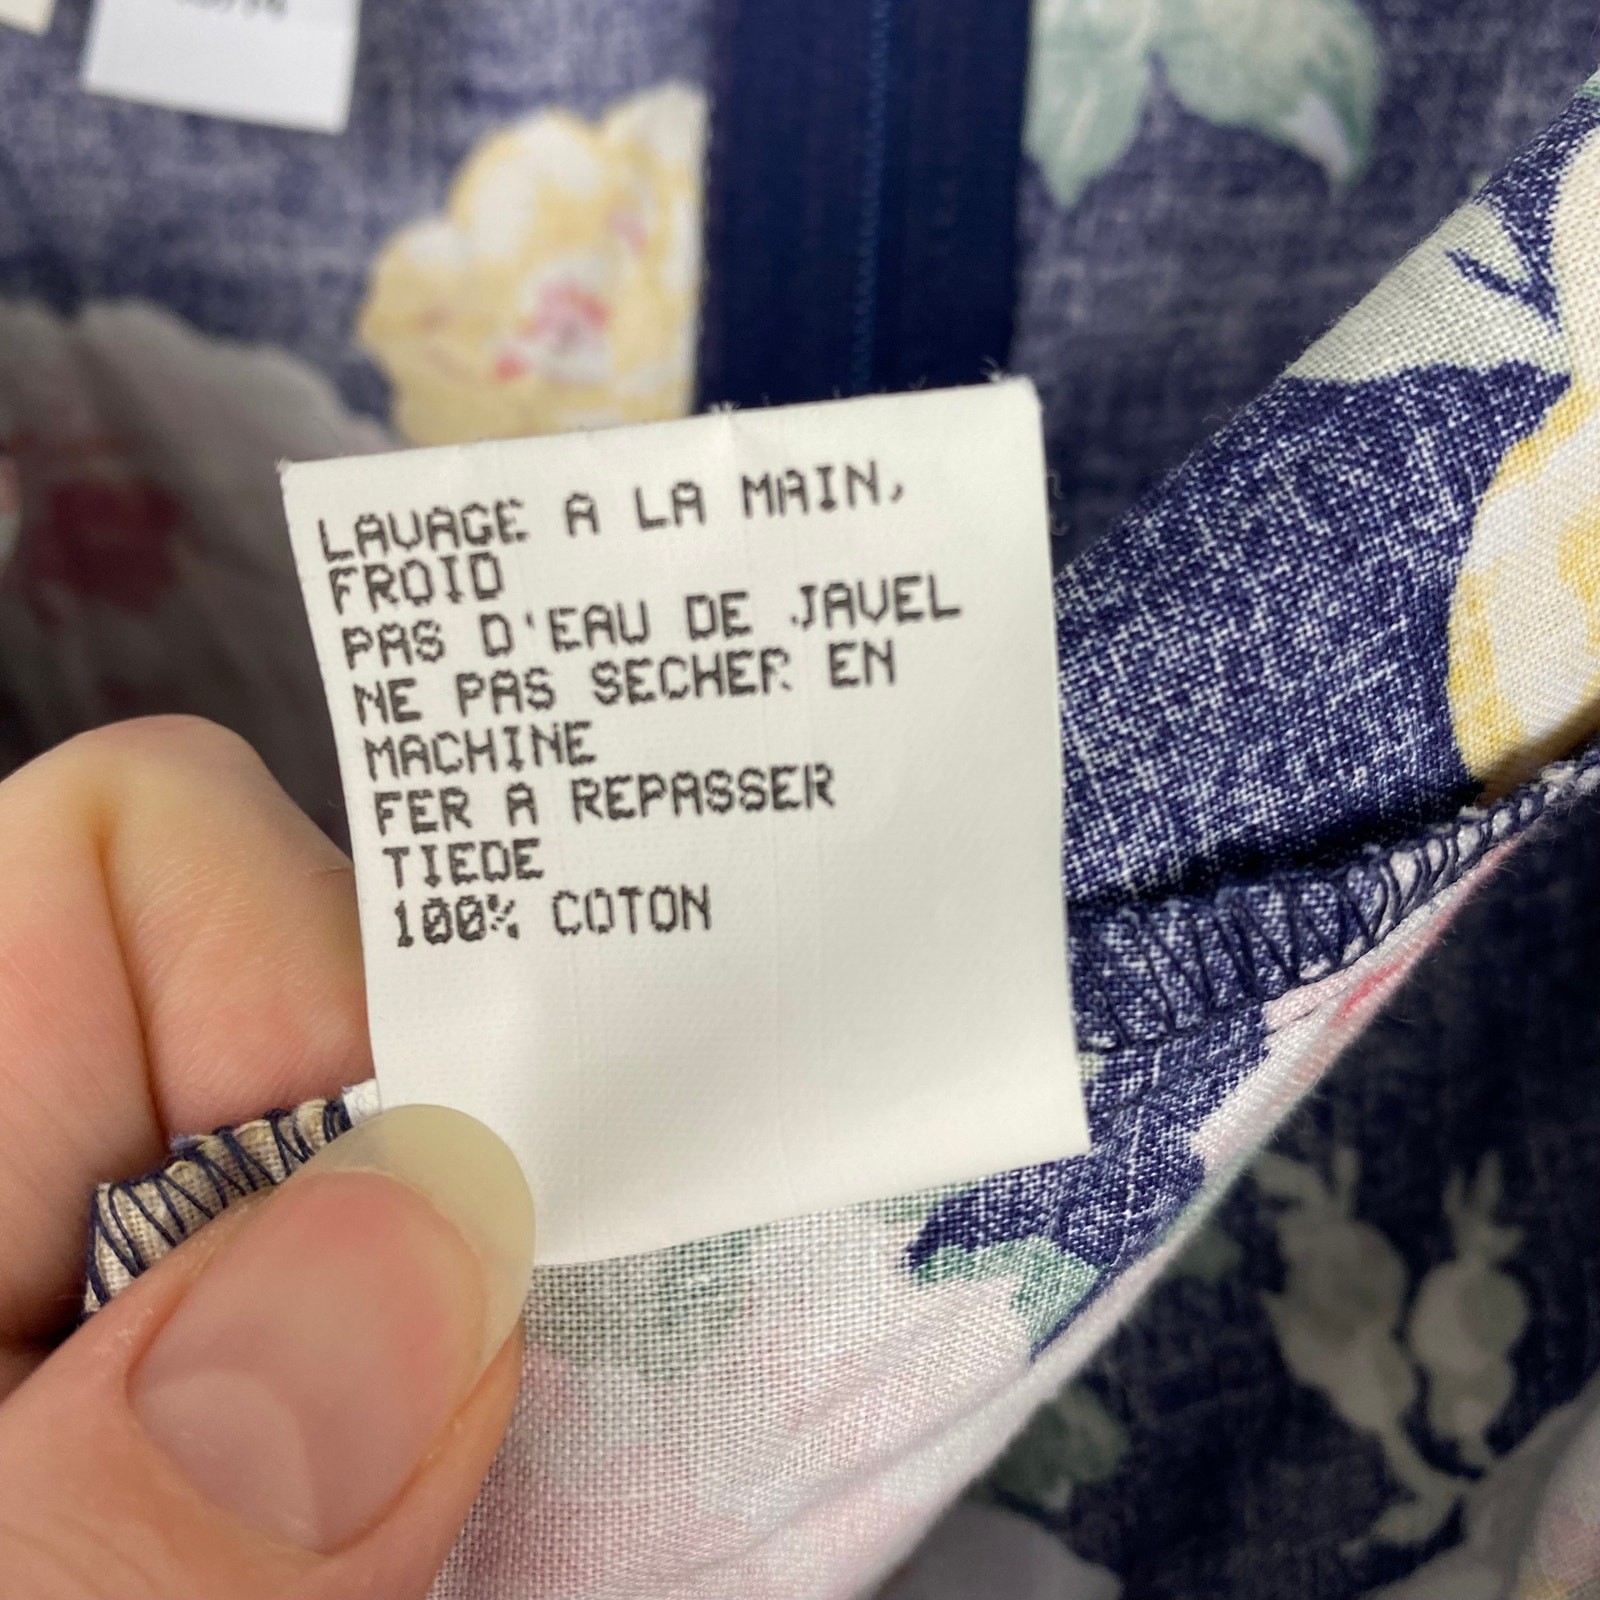 LAVAGE A LA MAIN,
FROID
PAS D'EAU DE JAVEL
NE PAS SECHER EN
MACHINE
FER A REPASSER
TIEDE
100% COTON